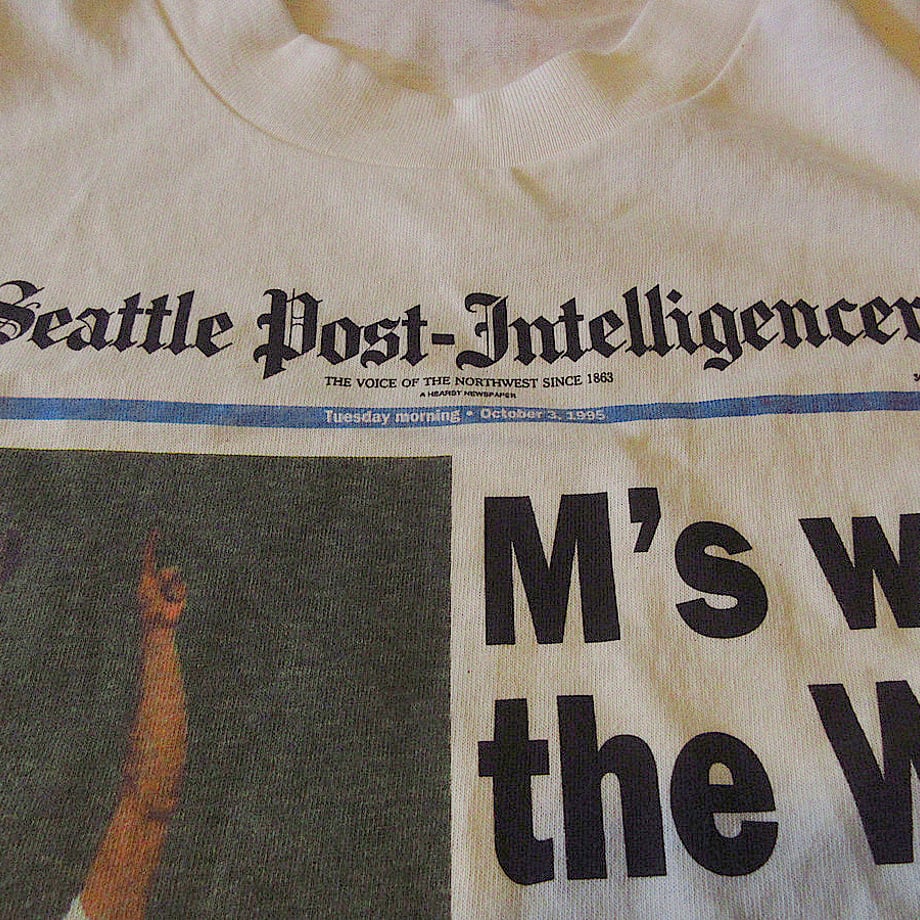 Seattle Post-Intelligencer
THE VOICE OF THE NORTHWEST SINCE 1863
A HEARST NEWSPAPER
Tuesday morning • October 3, 1995
M's w
the W